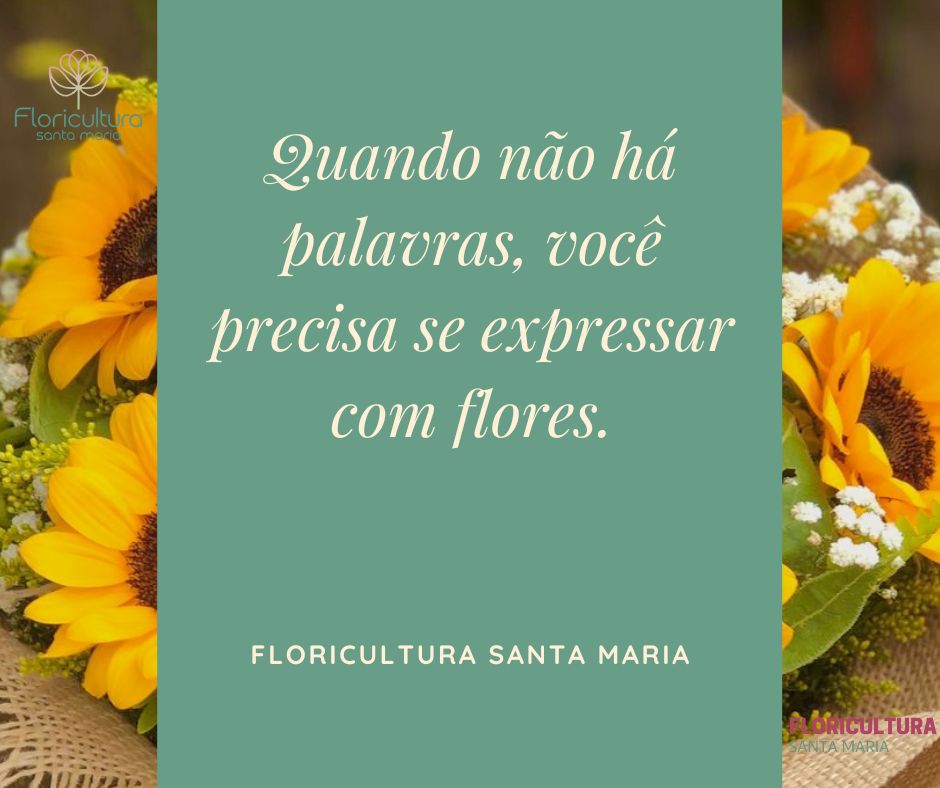 Floricultura
santa maria
Quando não há
palavras, você
precisa se expressar
com flores.
FLORICULTURA SANTA MARIA
FLORICULTURA
SANTA MARIA